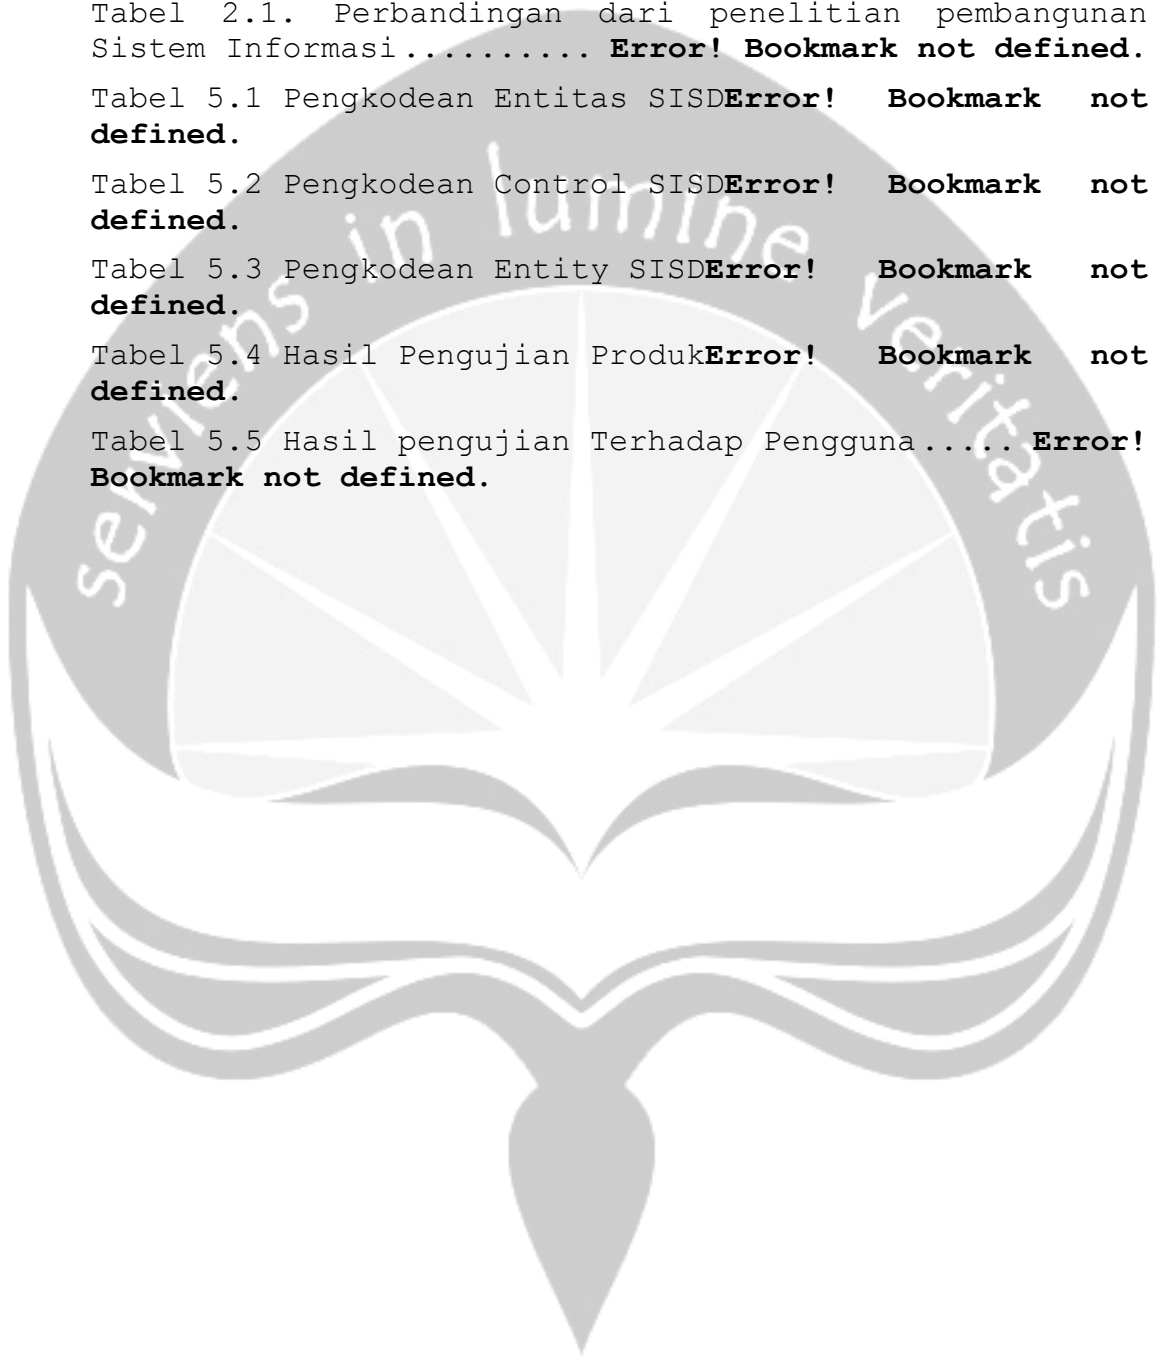 Tabel 2.1. Perbandingan dari penelitian pembangunan
Sistem Informasi.......... Error! Bookmark not defined.
Tabel 5.1 Pengkodean Entitas SISDError! Bookmark not
defined.
Tabel 5.2 Pengkodean Control SISDError! Bookmark not
defined.
Tabel 5.3 Pengkodean Entity SISDError! Bookmark not
defined.
Tabel 5.4 Hasil Pengujian ProdukError! Bookmark not
defined.
Tabel 5.5 Hasil pengujian Terhadap Pengguna..... Error!
Bookmark not defined.
serviens in lumine veritatis